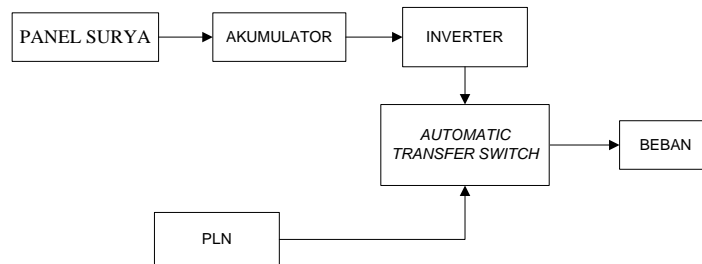 PANEL SURYA
AKUMULATOR
INVERTER
AUTOMATIC
TRANSFER SWITCH
BEBAN
PLN